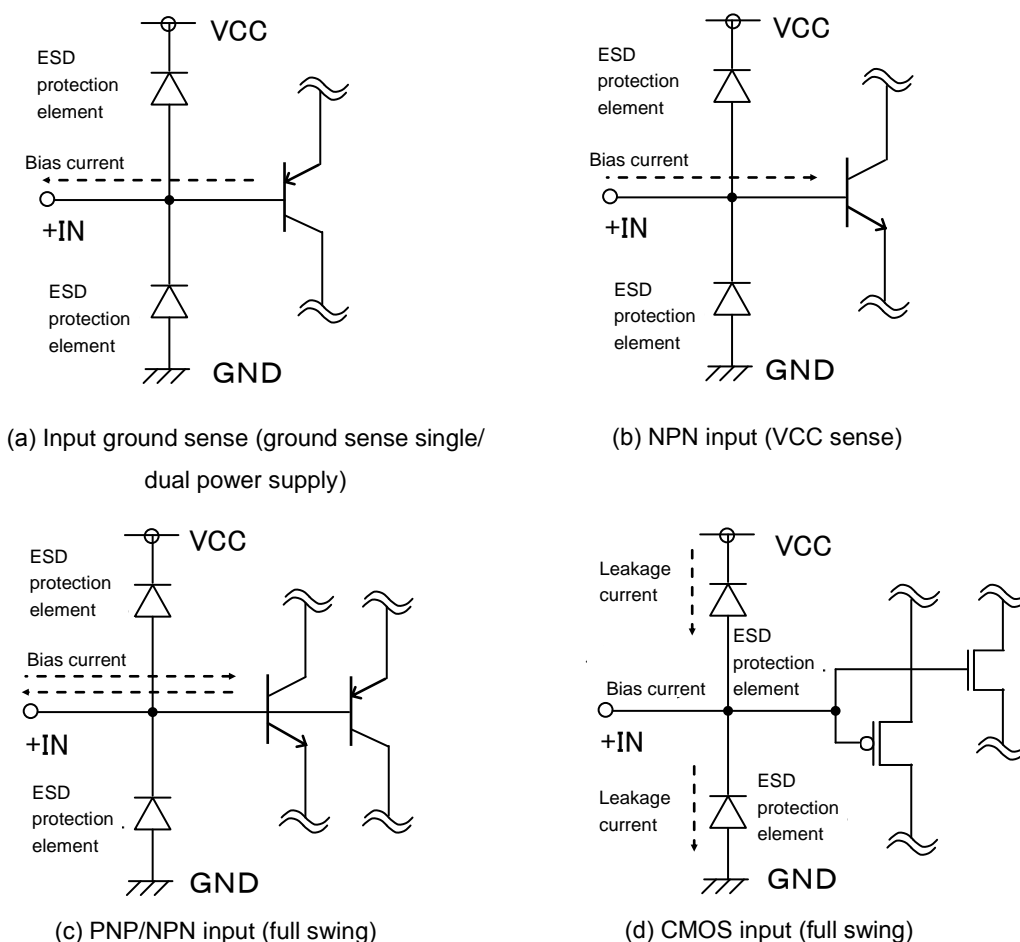 VCC
ESD
protection
element
Bias current
+IN
ESD
protection
element
GND
(a) Input ground sense (ground sense single/
dual power supply)
VCC
ESD
protection
element
Bias current
+IN
ESD
protection
element
GND
(b) NPN input (VCC sense)
VCC
ESD
protection
element
Bias current
+IN
ESD
protection
element
GND
(c) PNP/NPN input (full swing)
VCC
Leakage
current
ESD
protection
element
Bias current
+IN
Leakage
current
ESD
protection
element
GND
(d) CMOS input (full swing)